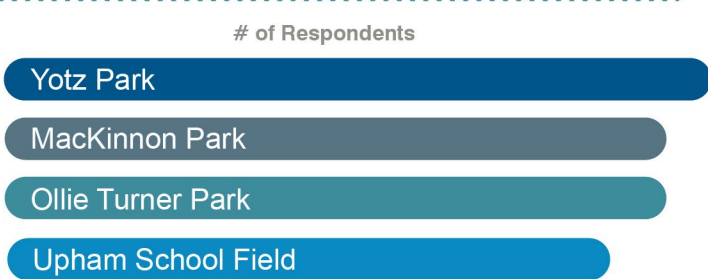 # of Respondents
Yotz Park
MacKinnon Park
Ollie Turner Park
Upham School Field